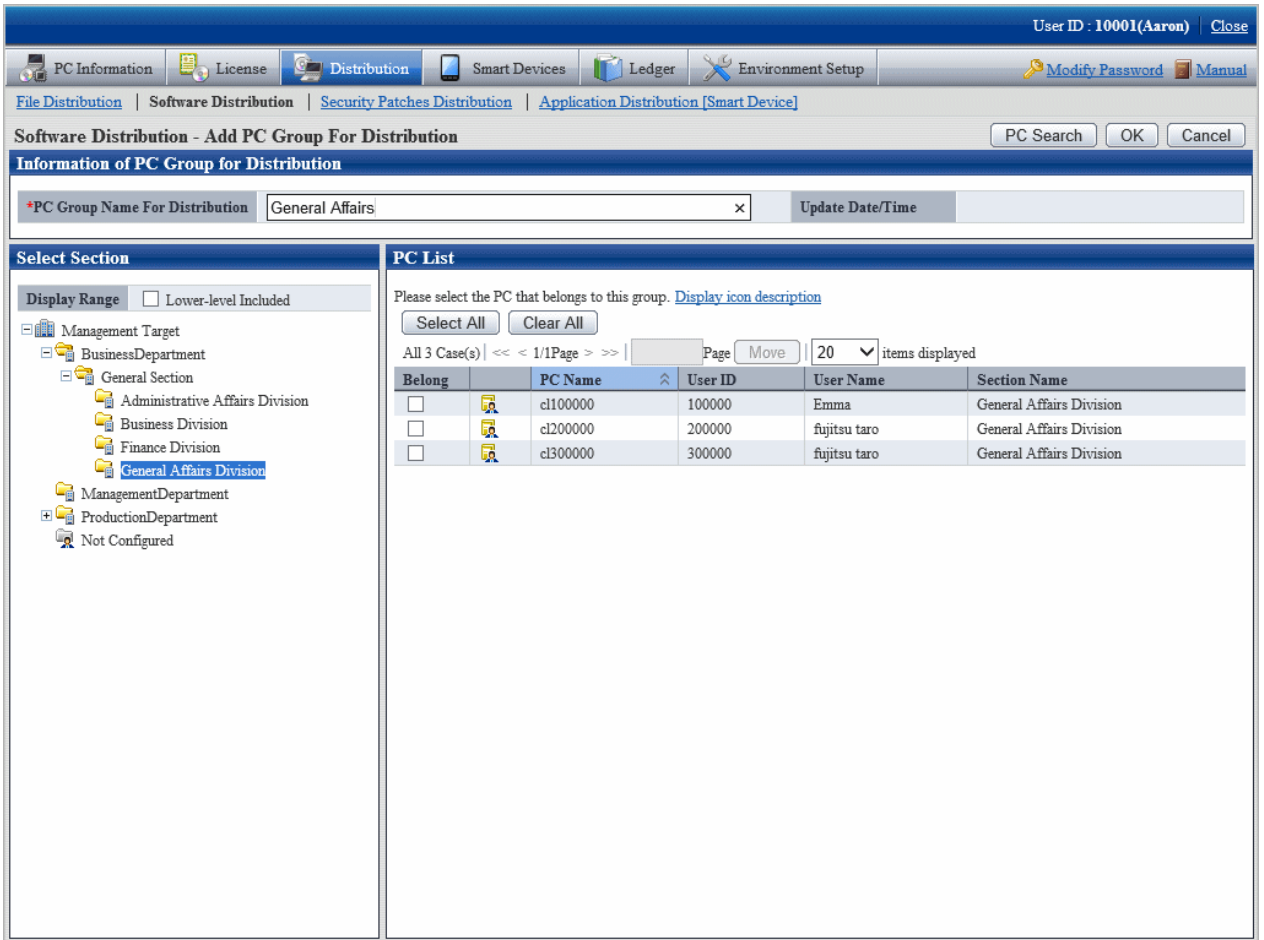 User ID : 10001(Aaron) Close
PC Information License Distribution Smart Devices Ledger Environment Setup Modify Password Manual
File Distribution | Software Distribution | Security Patches Distribution | Application Distribution [Smart Device]
Software Distribution - Add PC Group For Distribution PC Search OK Cancel
Information of PC Group for Distribution
*PC Group Name For Distribution General Affairs × Update Date/Time
Select Section
Display Range Lower-level Included
Management Target
BusinessDepartment
General Section
Administrative Affairs Division
Business Division
Finance Division
General Affairs Division
ManagementDepartment
ProductionDepartment
Not Configured
PC List
Please select the PC that belongs to this group. Display icon description
Select All Clear All
All 3 Case(s) | << < 1/1Page > >> | Page Move | 20 items displayed
Belong PC Name User ID User Name Section Name
cl100000 100000 Emma General Affairs Division
cl200000 200000 fujitsu taro General Affairs Division
cl300000 300000 fujitsu taro General Affairs Division